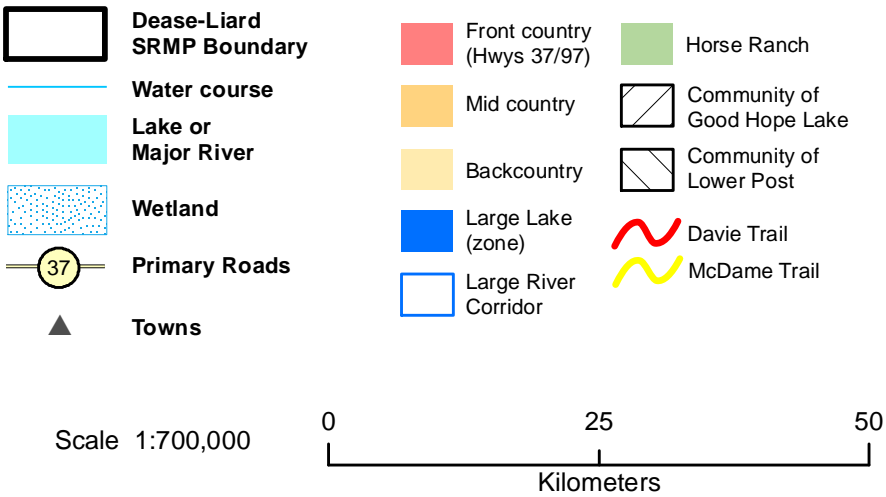 Dease-Liard
SRMP Boundary
Water course
Lake or
Major River
Wetland
37
Primary Roads
Towns
Front country
(Hwys 37/97)
Mid country
Backcountry
Large Lake
(zone)
Large River
Corridor
Horse Ranch
Community of
Good Hope Lake
Community of
Lower Post
Davie Trail
McDame Trail
Scale 1:700,000
0 25 50
Kilometers